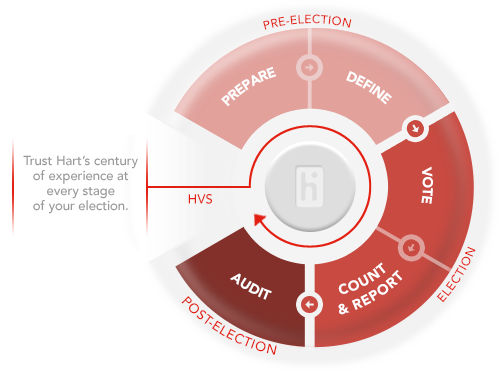 PRE-ELECTION
PREPARE
DEFINE
VOTE
ELECTION
COUNT
& REPORT
AUDIT
POST-ELECTION
HVS
Trust Hart's century
of experience at
every stage
of your election.
hi